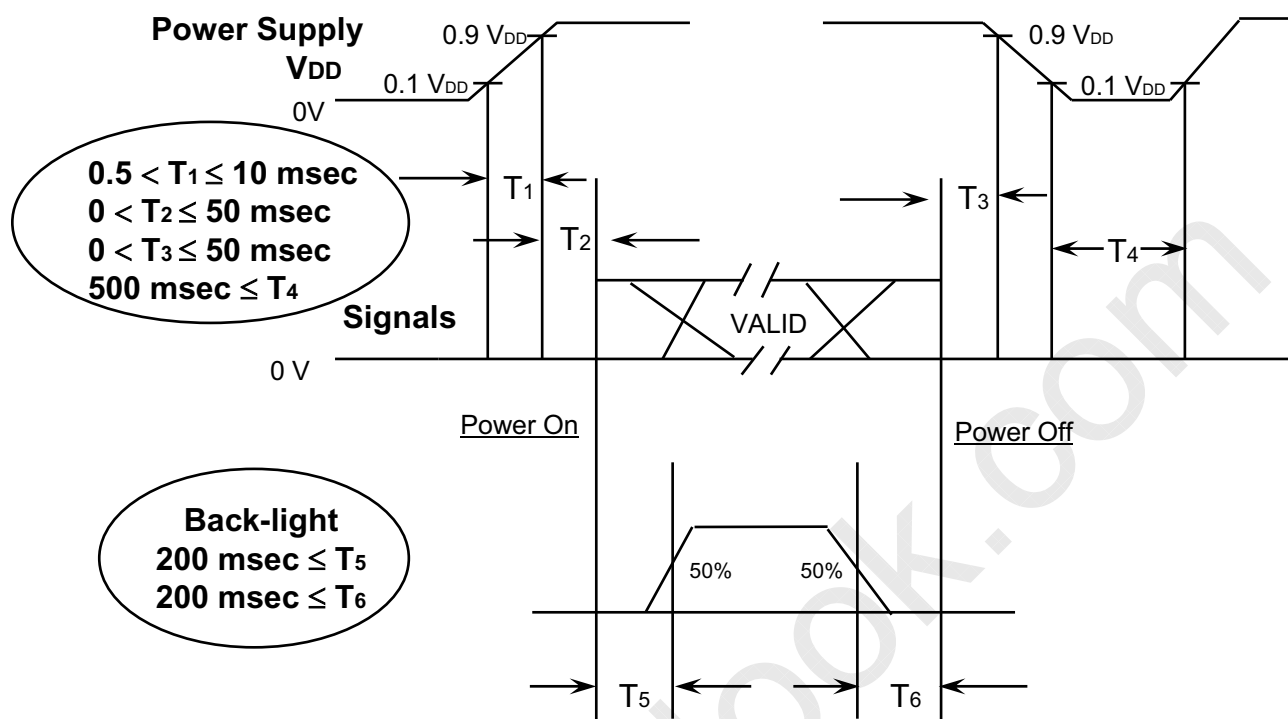 Power Supply
VDD
0.9 VDD
0.1 VDD
0V
0.9 VDD
0.1 VDD
0.5 < T1 ≤ 10 msec
0 < T2 ≤ 50 msec
0 < T3 ≤ 50 msec
500 msec ≤ T4
T1
T2
T3
T4
Signals
VALID
0 V
Power On
Power Off
Back-light
200 msec ≤ T5
200 msec ≤ T6
50%
50%
T5
T6
ook.com